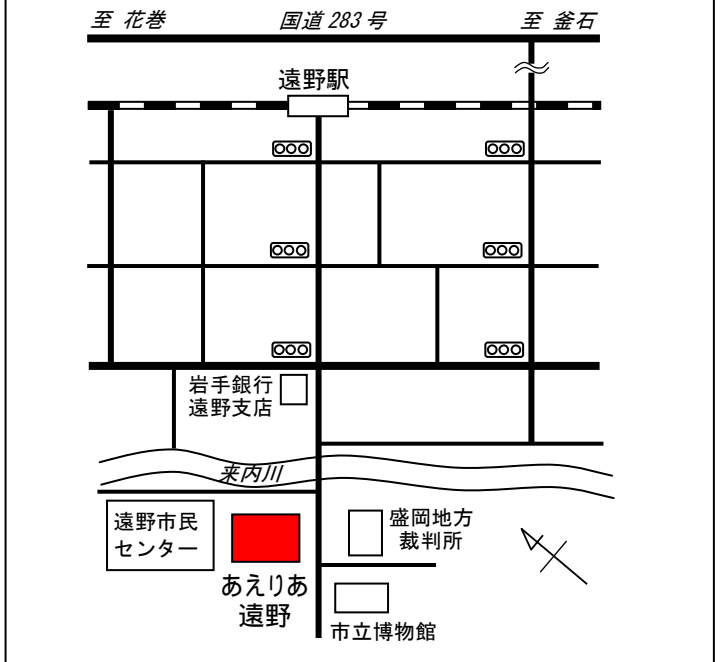 至 花巻
国道 283 号
至 釜石
遠野駅
岩手銀行
遠野支店
来内川
遠野市民
センター
盛岡地方
裁判所
あえりあ
遠野
市立博物館